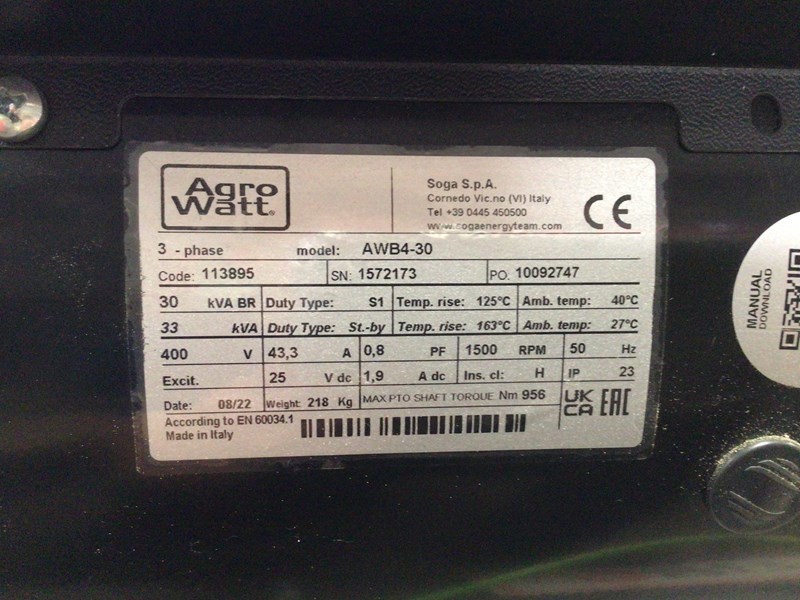 Agro
Watt®
Soga S.p.A.
Cornedo Vic.no (VI) Italy
Tel +39 0445 450500
www.sogaenergyteam.com
CE
3 - phase model: AWB4-30
Code: 113895 SN: 1572173 PO. 10092747
30 kVA BR Duty Type: S1 Temp. rise: 125°C Amb. temp: 40°C
33 kVA Duty Type: St.-by Temp. rise: 163°C Amb. temp: 27°C
400 V 43,3 A 0,8 PF 1500 RPM 50 Hz
Excit. 25 V dc 1,9 A dc Ins. cl: H IP 23
Date: 08/22 Weight: 218 Kg MAX PTO SHAFT TORQUE Nm 956
UK
CA EAC
According to EN 60034.1
Made in Italy
MANUAL
DOWNLOAD